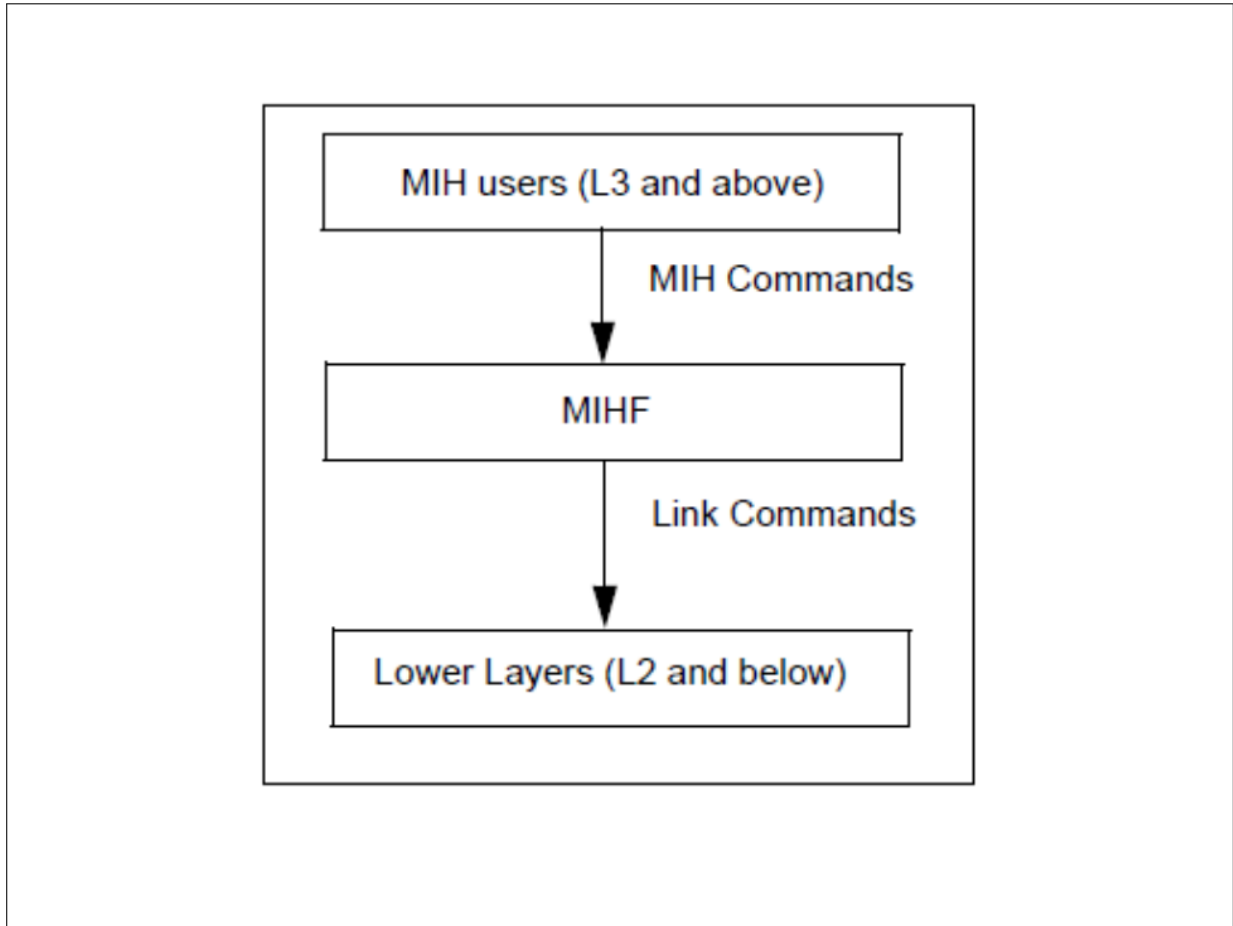 MIH users (L3 and above)
MIH Commands
MIHF
Link Commands
Lower Layers (L2 and below)